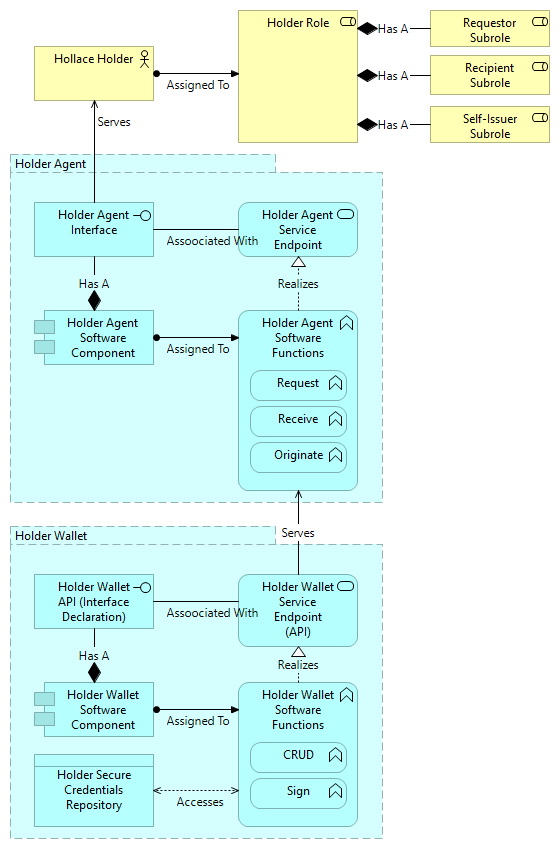 Hollace Holder
Assigned To
Holder Role
Has A
Requestor
Subrole
Has A
Recipient
Subrole
Has A
Self-Issuer
Subrole
Serves
Holder Agent
Holder Agent
Interface
Assoociated With
Holder Agent
Service
Endpoint
Has A
Realizes
Holder Agent
Software
Component
Assigned To
Holder Agent
Software
Functions
Request
Receive
Originate
Serves
Holder Wallet
Holder Wallet
API (Interface
Declaration)
Assoociated With
Holder Wallet
Service
Endpoint
(API)
Has A
Realizes
Holder Wallet
Software
Component
Assigned To
Holder Wallet
Software
Functions
CRUD
Sign
Holder Secure
Credentials
Repository
Accesses